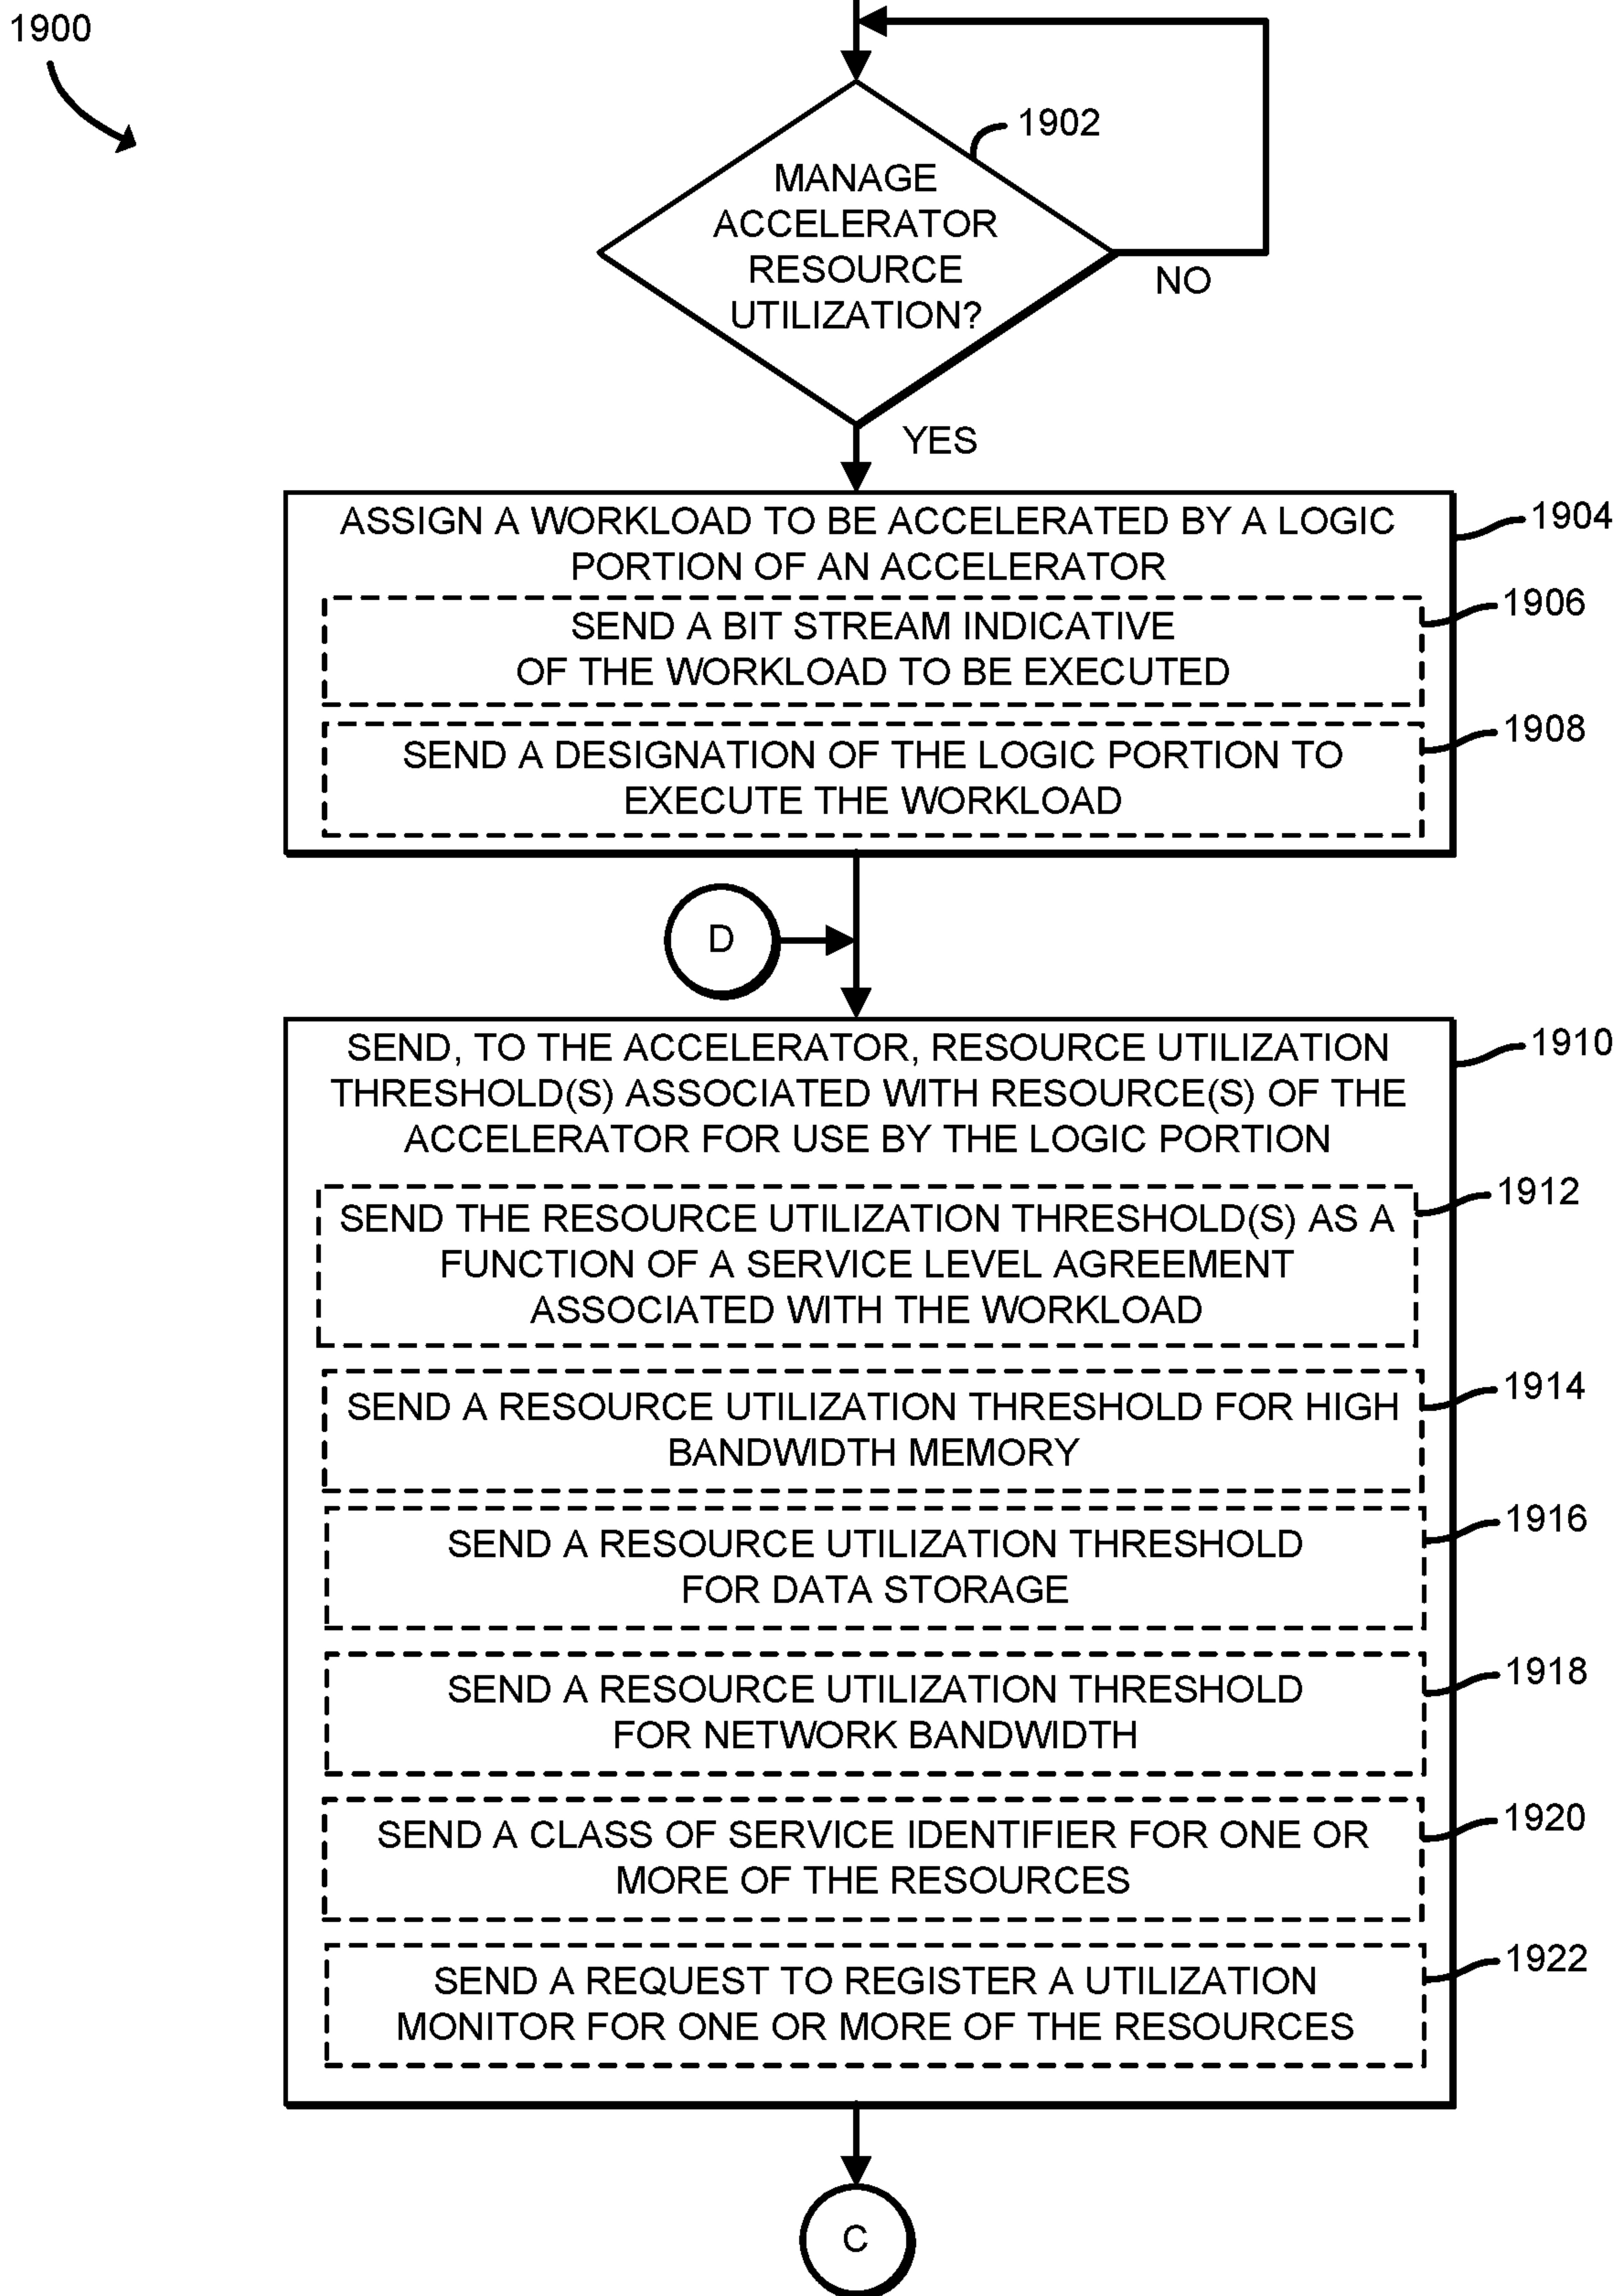 1900
1902
MANAGE
ACCELERATOR
RESOURCE
UTILIZATION?
NO
YES
ASSIGN A WORKLOAD TO BE ACCELERATED BY A LOGIC
PORTION OF AN ACCELERATOR
1904
SEND A BIT STREAM INDICATIVE
OF THE WORKLOAD TO BE EXECUTED
1906
SEND A DESIGNATION OF THE LOGIC PORTION TO
EXECUTE THE WORKLOAD
1908
D
SEND, TO THE ACCELERATOR, RESOURCE UTILIZATION
THRESHOLD(S) ASSOCIATED WITH RESOURCE(S) OF THE
ACCELERATOR FOR USE BY THE LOGIC PORTION
1910
SEND THE RESOURCE UTILIZATION THRESHOLD(S) AS A
FUNCTION OF A SERVICE LEVEL AGREEMENT
ASSOCIATED WITH THE WORKLOAD
1912
SEND A RESOURCE UTILIZATION THRESHOLD FOR HIGH
BANDWIDTH MEMORY
1914
SEND A RESOURCE UTILIZATION THRESHOLD
FOR DATA STORAGE
1916
SEND A RESOURCE UTILIZATION THRESHOLD
FOR NETWORK BANDWIDTH
1918
SEND A CLASS OF SERVICE IDENTIFIER FOR ONE OR
MORE OF THE RESOURCES
1920
SEND A REQUEST TO REGISTER A UTILIZATION
MONITOR FOR ONE OR MORE OF THE RESOURCES
1922
C